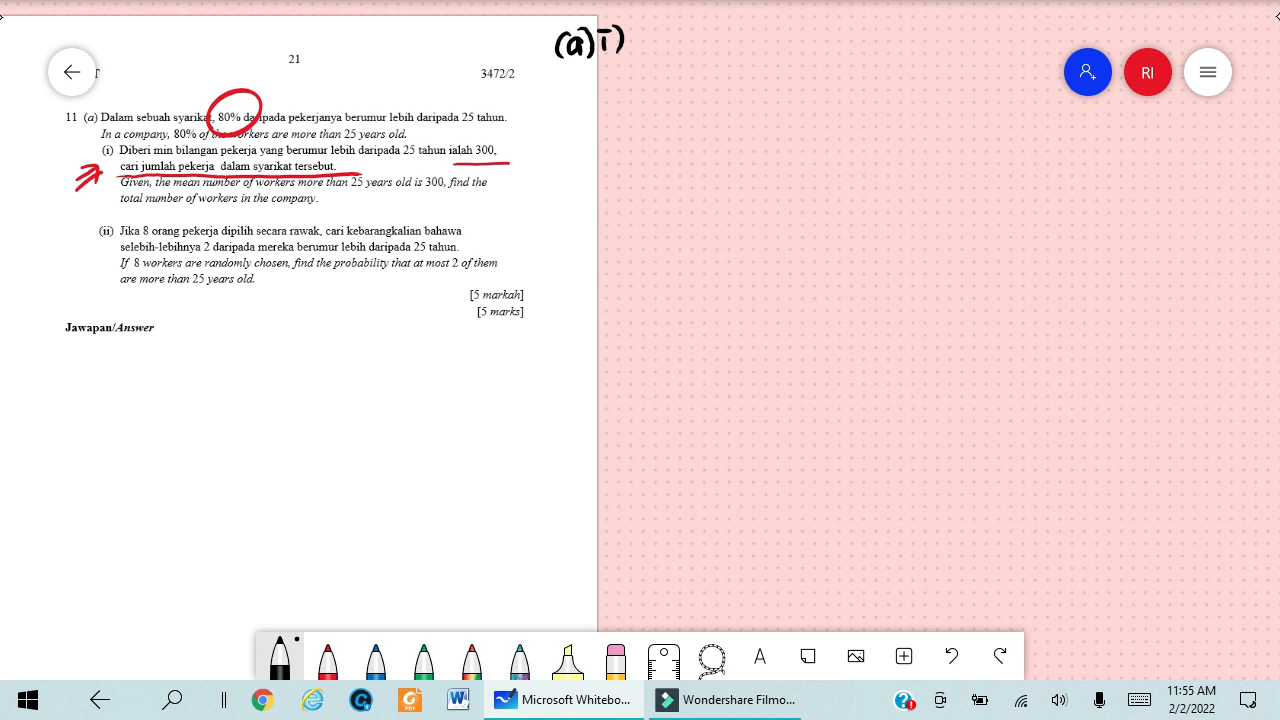 (a) i)
21
T
3472/2
RI
11 (a) Dalam sebuah syarikat, 80% daripada pekerjanya berumur lebih daripada 25 tahun.
In a company, 80% of the workers are more than 25 years old.
(i) Diberi min bilangan pekerja yang berumur lebih daripada 25 tahun ialah 300,
cari jumlah pekerja dalam syarikat tersebut.
Given, the mean number of workers more than 25 years old is 300, find the
total number of workers in the company.
(ii) Jika 8 orang pekerja dipilih secara rawak, cari kebarangkalian bahawa
selebih-lebihnya 2 daripada mereka berumur lebih daripada 25 tahun.
If 8 workers are randomly chosen, find the probability that at most 2 of them
are more than 25 years old.
[5 markah]
[5 marks]
Jawapan/Answer
A
Microsoft Whitebo...
Wondershare Filmo...
11:55 AM
2/2/2022